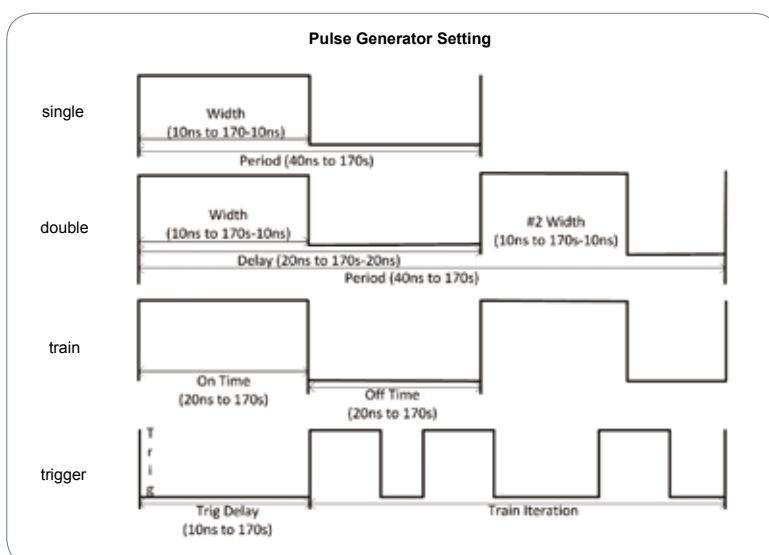 Pulse Generator Setting
single
Width
(10ns to 170-10ns)
Period (40ns to 170s)
double
Width
(10ns to 170s-10ns)
#2 Width
(10ns to 170s-10ns)
Delay (20ns to 170s-20ns)
Period (40ns to 170s)
train
On Time
(20ns to 170s)
Off Time
(20ns to 170s)
trigger
Trig
Trig Delay
(10ns to 170s)
Train Iteration